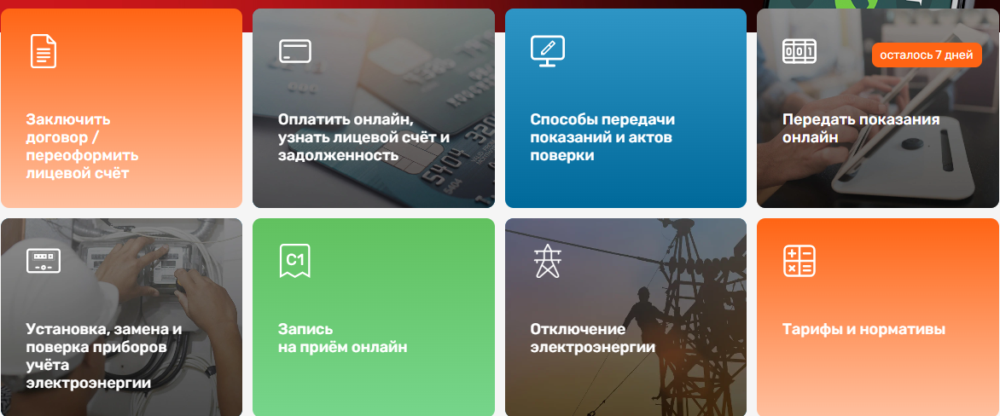 осталось 7 дней
Заключить
договор /
переоформить
лицевой счёт
Оплатить онлайн,
узнать лицевой счёт и
задолженность
Способы передачи
показаний и актов
поверки
Передать показания
онлайн
C1
Установка, замена и
поверка приборов
учёта
электроэнергии
Запись
на приём онлайн
Отключение
электроэнергии
Тарифы и нормативы